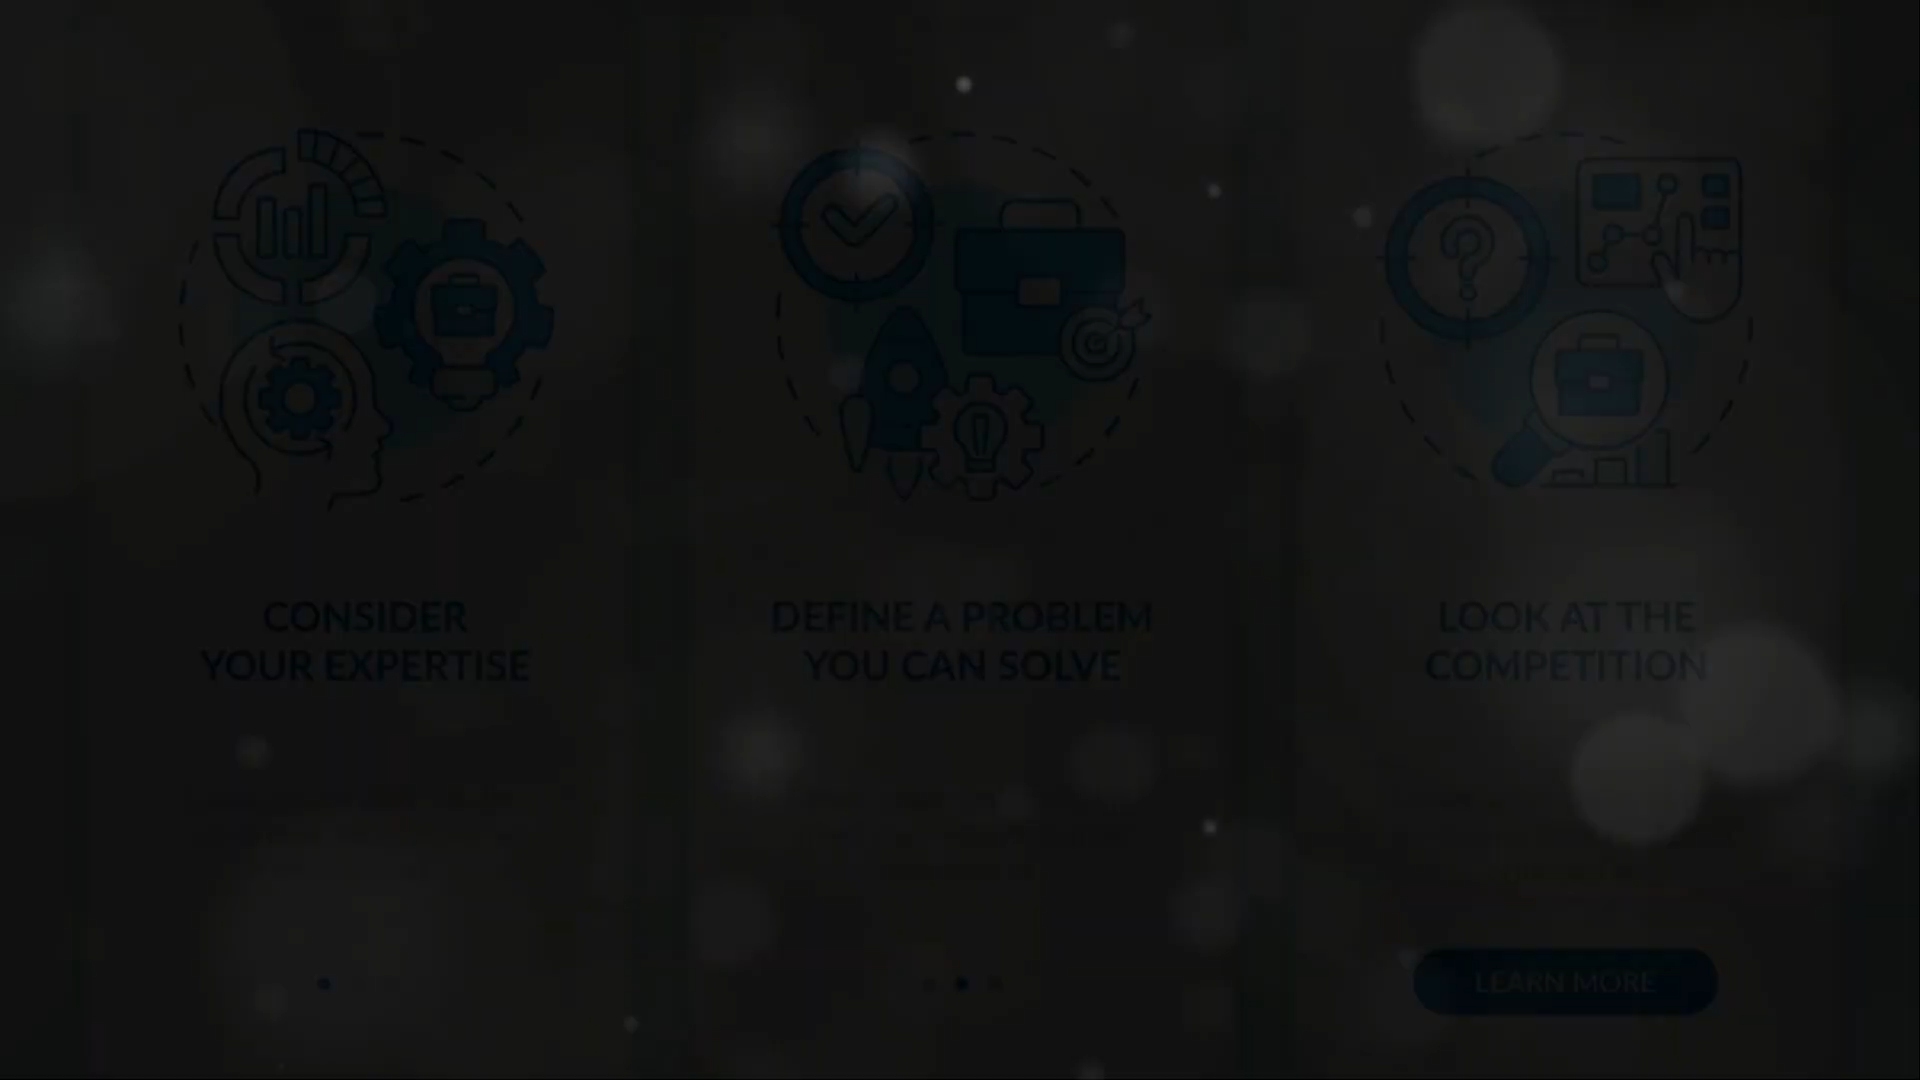 CONSIDER
YOUR EXPERTISE
DEFINE A PROBLEM
YOU CAN SOLVE
LOOK AT THE
COMPETITION
LEARN MORE